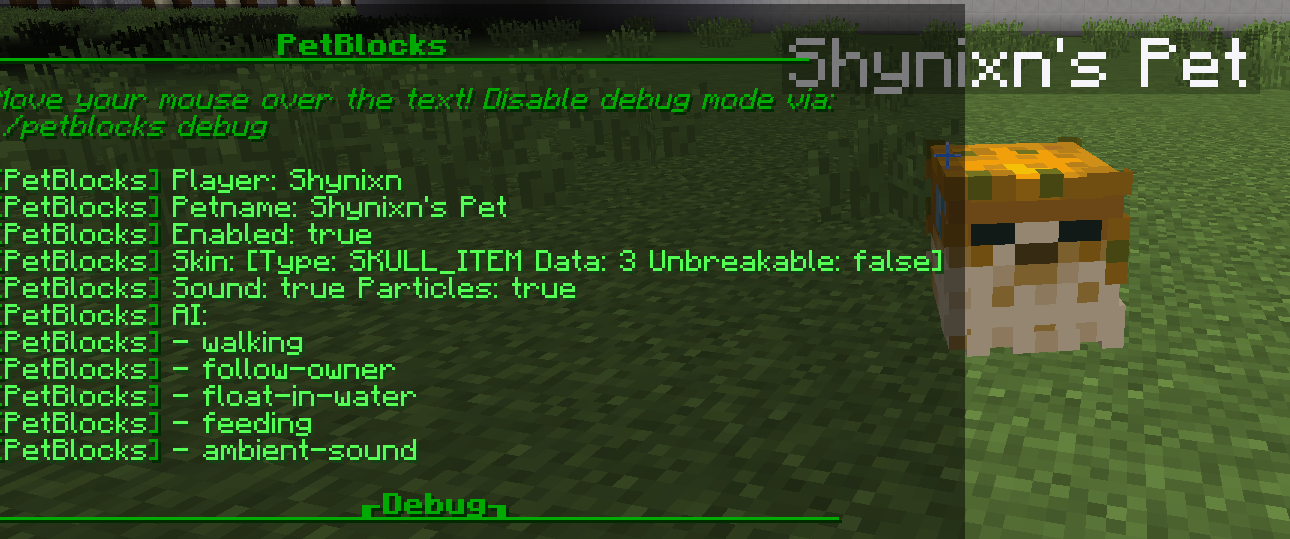 PetBlocks
Shynixn's Pet
Move your mouse over the text! Disable debug mode via:
/petblocks debug
[PetBlocks] Player: Shynixn
[PetBlocks] Petname: Shynixn's Pet
[PetBlocks] Enabled: true
[PetBlocks] Skin: [Type: SKULL_ITEM Data: 3 Unbreakable: false]
[PetBlocks] Sound: true Particles: true
[PetBlocks] AI:
[PetBlocks] - walking
[PetBlocks] - follow-owner
[PetBlocks] - float-in-water
[PetBlocks] - feeding
[PetBlocks] - ambient-sound
┌Debug┐